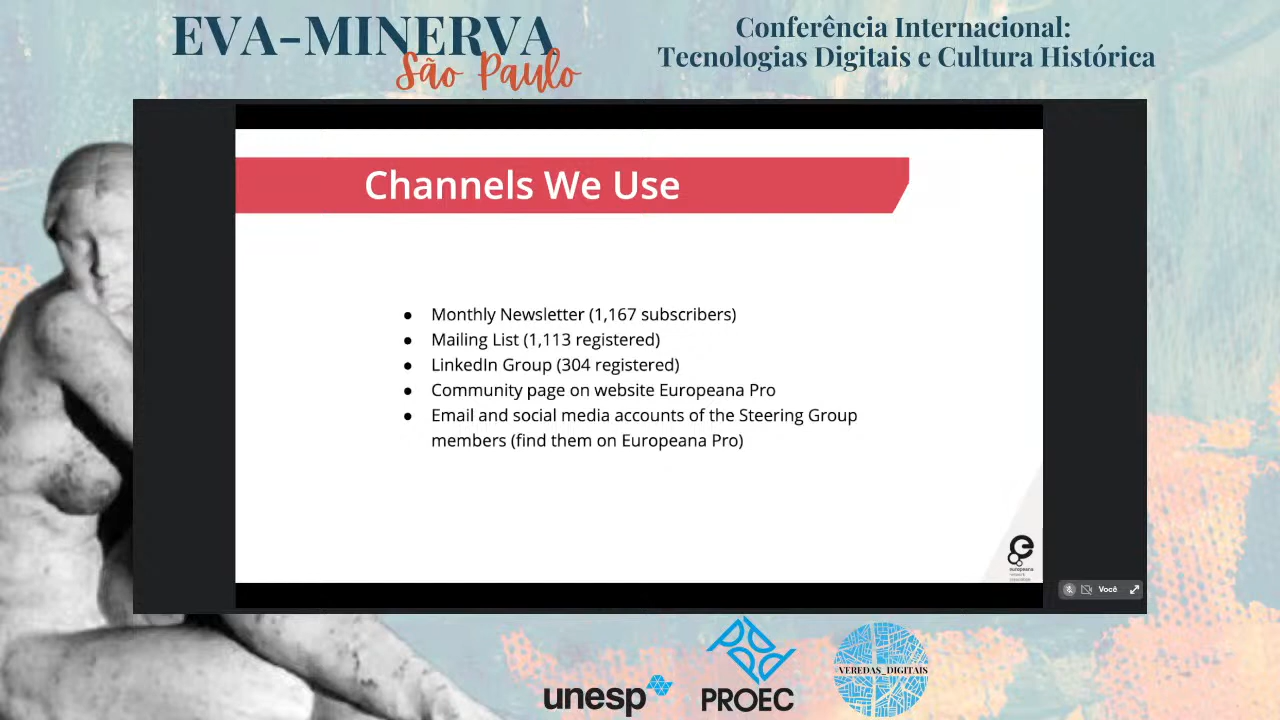 EVA-MINERVA
São Paulo
Conferência Internacional:
Tecnologias Digitais e Cultura Histórica
Channels We Use
● Monthly Newsletter (1,167 subscribers)
● Mailing List (1,113 registered)
● LinkedIn Group (304 registered)
● Community page on website Europeana Pro
● Email and social media accounts of the Steering Group
members (find them on Europeana Pro)
europeana
network
association
Você
unesp
PROEC
VEREDAS_DIGITAIS